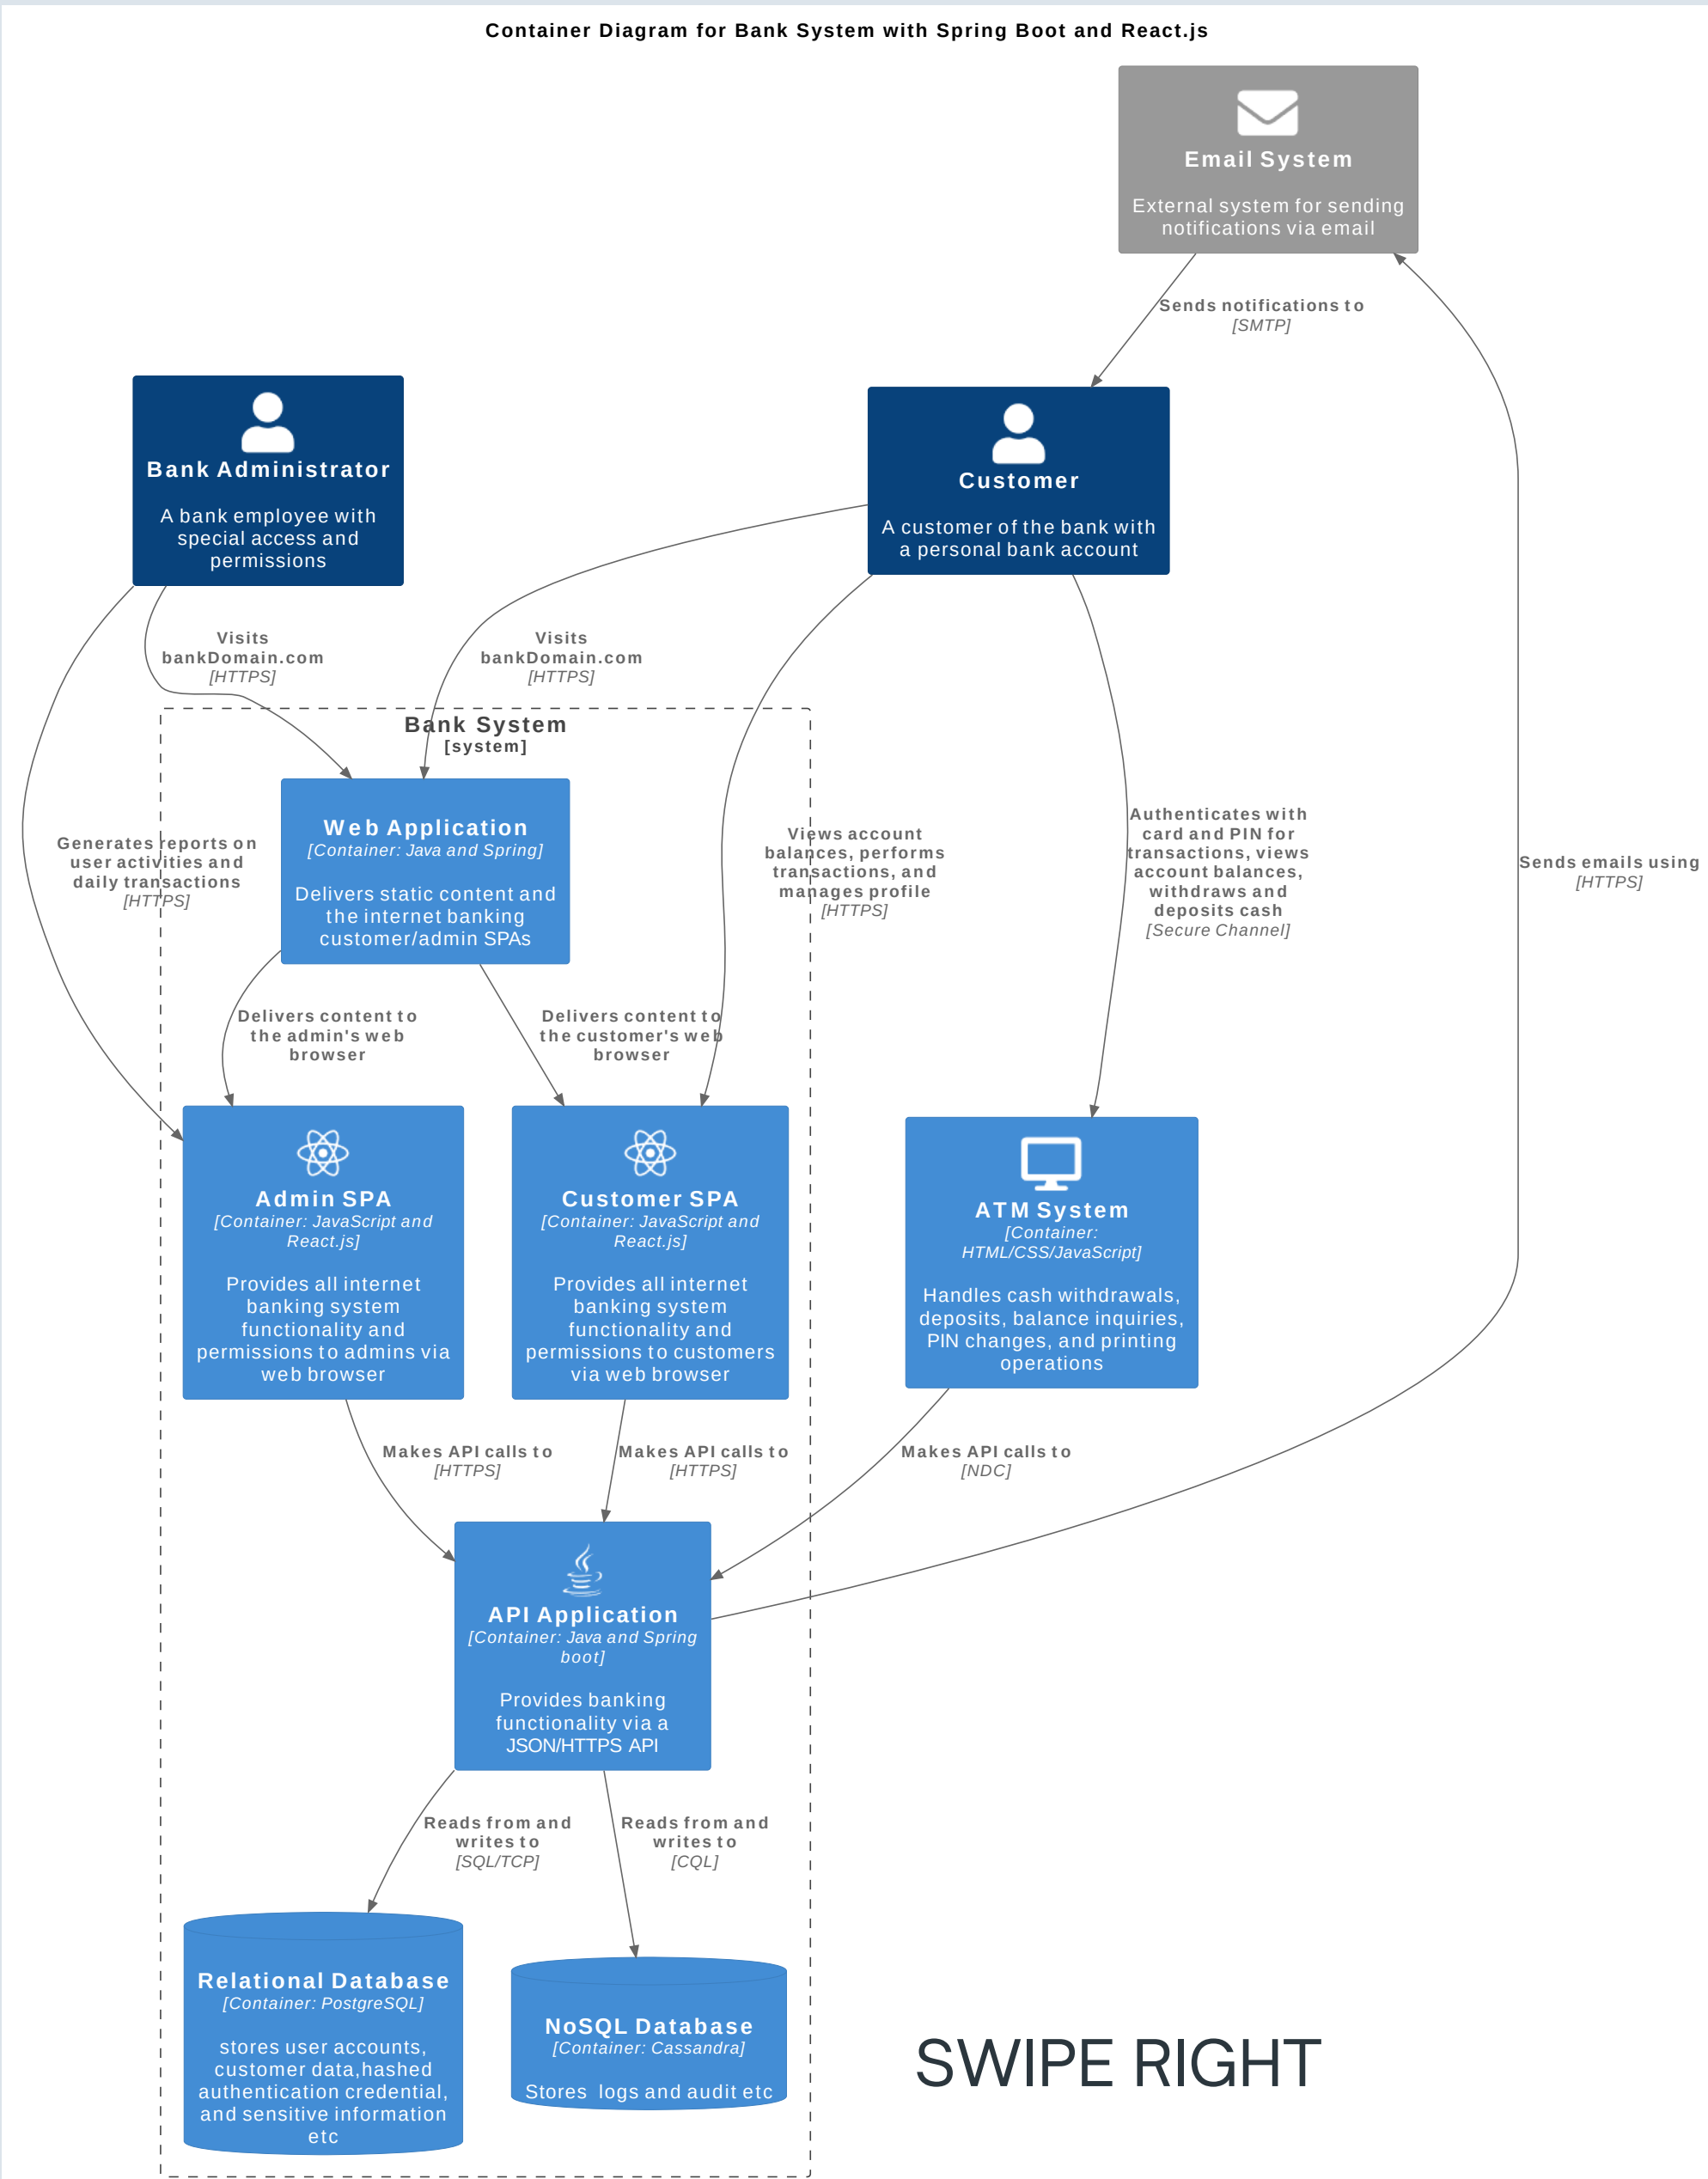 Container Diagram for Bank System with Spring Boot and React.js
Email System
External system for sending
notifications via email
Sends notifications to
[SMTP]
Bank Administrator
A bank employee with
special access and
permissions
Customer
A customer of the bank with
a personal bank account
Visits
bankDomain.com
[HTTPS]
Visits
bankDomain.com
[HTTPS]
Bank System
[system]
Web Application
[Container: Java and Spring]
Delivers static content and
the internet banking
customer/admin SPAs
Generates reports on
user activities and
daily transactions
[HTTPS]
Views account
balances, performs
transactions, and
manages profile
[HTTPS]
Authenticates with
card and PIN for
transactions, views
account balances,
withdraws and
deposits cash
[Secure Channel]
Sends emails using
[HTTPS]
Delivers content to
the admin's web
browser
Delivers content to
the customer's web
browser
Admin SPA
[Container: JavaScript and
React.js]
Provides all internet
banking system
functionality and
permissions to admins via
web browser
Customer SPA
[Container: JavaScript and
React.js]
Provides all internet
banking system
functionality and
permissions to customers
via web browser
ATM System
[Container:
HTML/CSS/JavaScript]
Handles cash withdrawals,
deposits, balance inquiries,
PIN changes, and printing
operations
Makes API calls to
[HTTPS]
Makes API calls to
[HTTPS]
Makes API calls to
[NDC]
API Application
[Container: Java and Spring
boot]
Provides banking
functionality via a
JSON/HTTPS API
Reads from and
writes to
[SQL/TCP]
Reads from and
writes to
[CQL]
Relational Database
[Container: PostgreSQL]
stores user accounts,
customer data,hashed
authentication credential,
and sensitive information
etc
NoSQL Database
[Container: Cassandra]
Stores logs and audit etc
SWIPE RIGHT